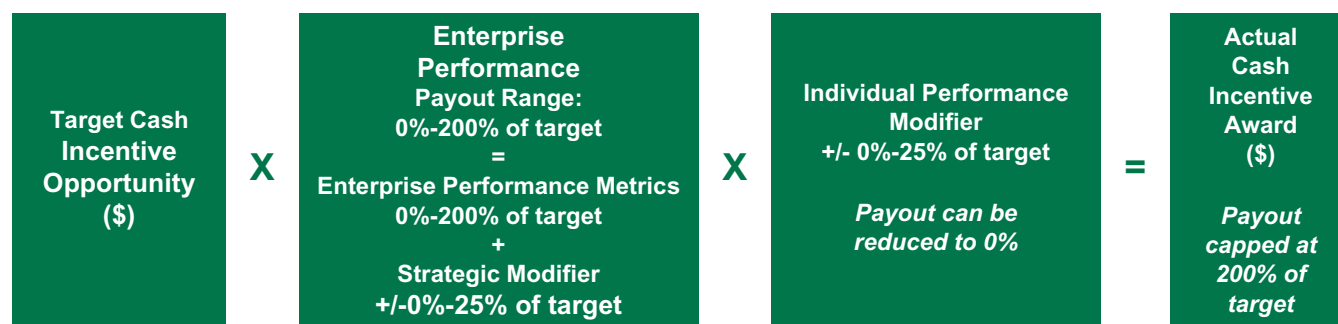 Target Cash
Incentive
Opportunity
($)
X
Enterprise
Performance
Payout Range:
0%-200% of target
=
Enterprise Performance Metrics
0%-200% of target
+
Strategic Modifier
+/-0%-25% of target
X
Individual Performance
Modifier
+/- 0%-25% of target
Payout can be
reduced to 0%
=
Actual
Cash
Incentive
Award
($)
Payout
capped at
200% of
target